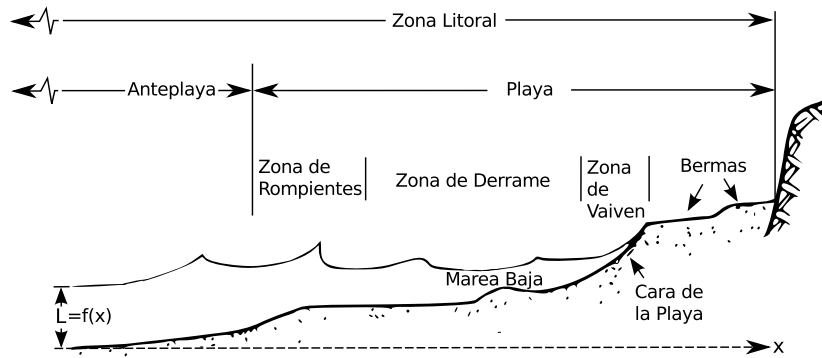 Zona Litoral
Anteplaya
Playa
Zona de
Rompientes
Zona de Derrame
Zona
de
Vaiven
Bermas
Marea Baja
Cara de
la Playa
L=f(x)
x